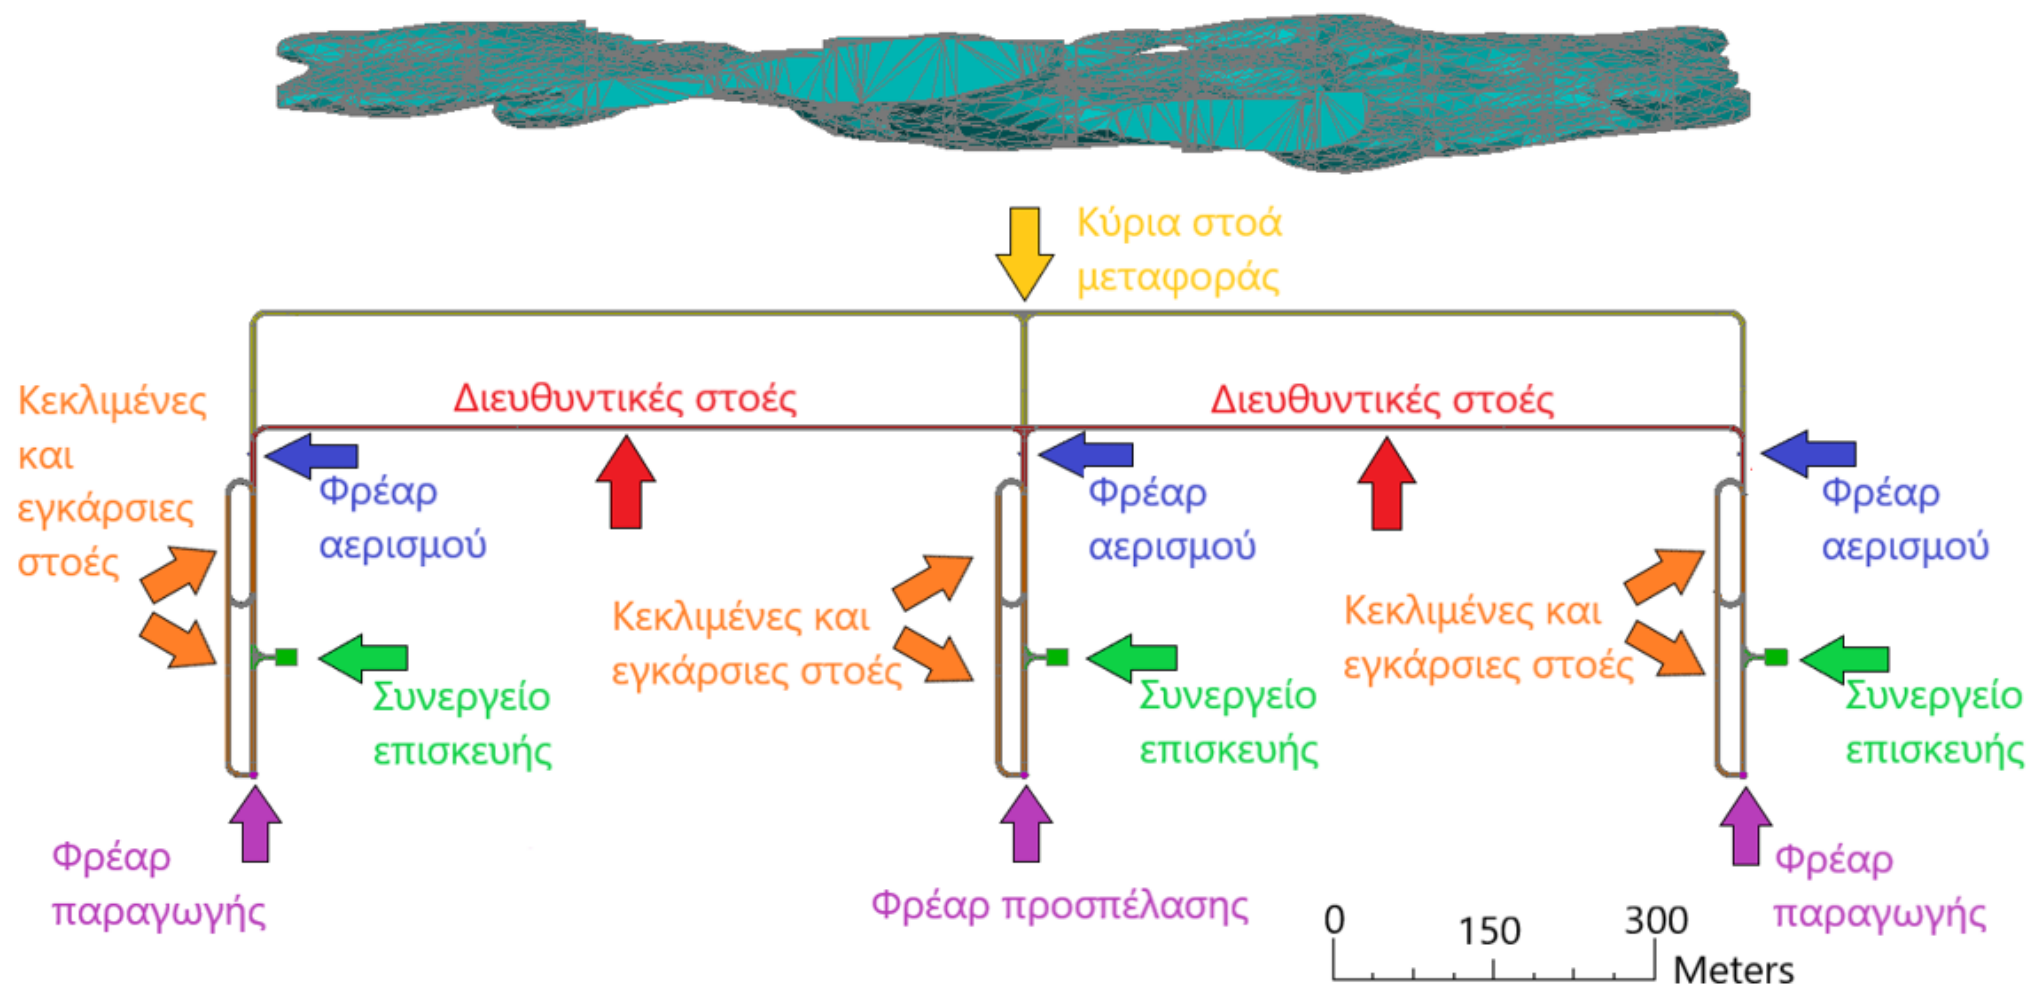 Κύρια στοά
μεταφοράς
Κεκλιμένες
και
εγκάρσιες
στοές
Διευθυντικές στοές
Διευθυντικές στοές
Φρέαρ
αερισμού
Φρέαρ
αερισμού
Φρέαρ
αερισμού
Κεκλιμένες και
εγκάρσιες στοές
Κεκλιμένες και
εγκάρσιες στοές
Συνεργείο
επισκευής
Συνεργείο
επισκευής
Συνεργείο
επισκευής
Φρέαρ
παραγωγής
Φρέαρ προσπέλασης
Φρέαρ
παραγωγής
0 150 300
Meters